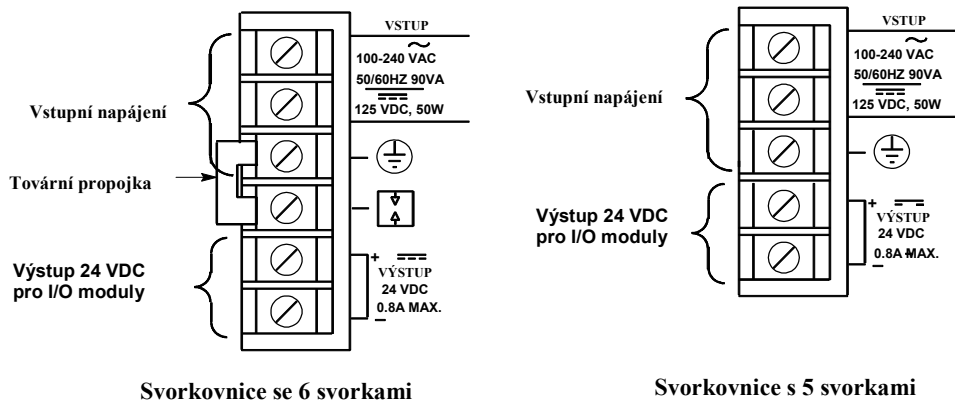 VSTUP
100-240 VAC
50/60HZ 90VA
125 VDC, 50W
Vstupní napájení
Tovární propojka
Výstup 24 VDC
pro I/O moduly
+
VÝSTUP
24 VDC
0.8A MAX.
–
Svorkovnice se 6 svorkami
VSTUP
100-240 VAC
50/60HZ 90VA
125 VDC, 50W
Vstupní napájení
Výstup 24 VDC
pro I/O moduly
+
VÝSTUP
24 VDC
0.8A MAX.
–
Svorkovnice s 5 svorkami